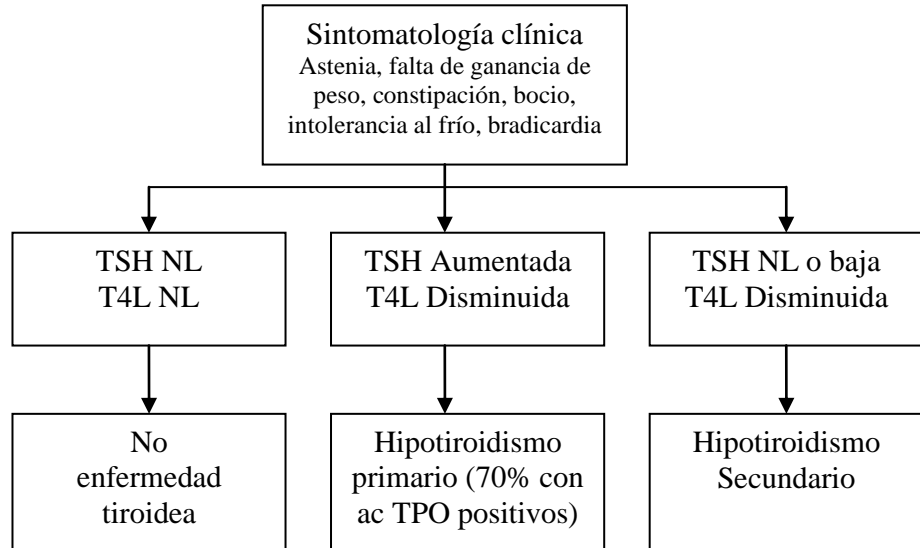 Sintomatología clínica
Astenia, falta de ganancia de
peso, constipación, bocio,
intolerancia al frío, bradicardia
TSH NL
T4L NL
TSH Aumentada
T4L Disminuida
TSH NL o baja
T4L Disminuida
No
enfermedad
tiroidea
Hipotiroidismo
primario (70% con
ac TPO positivos)
Hipotiroidismo
Secundario